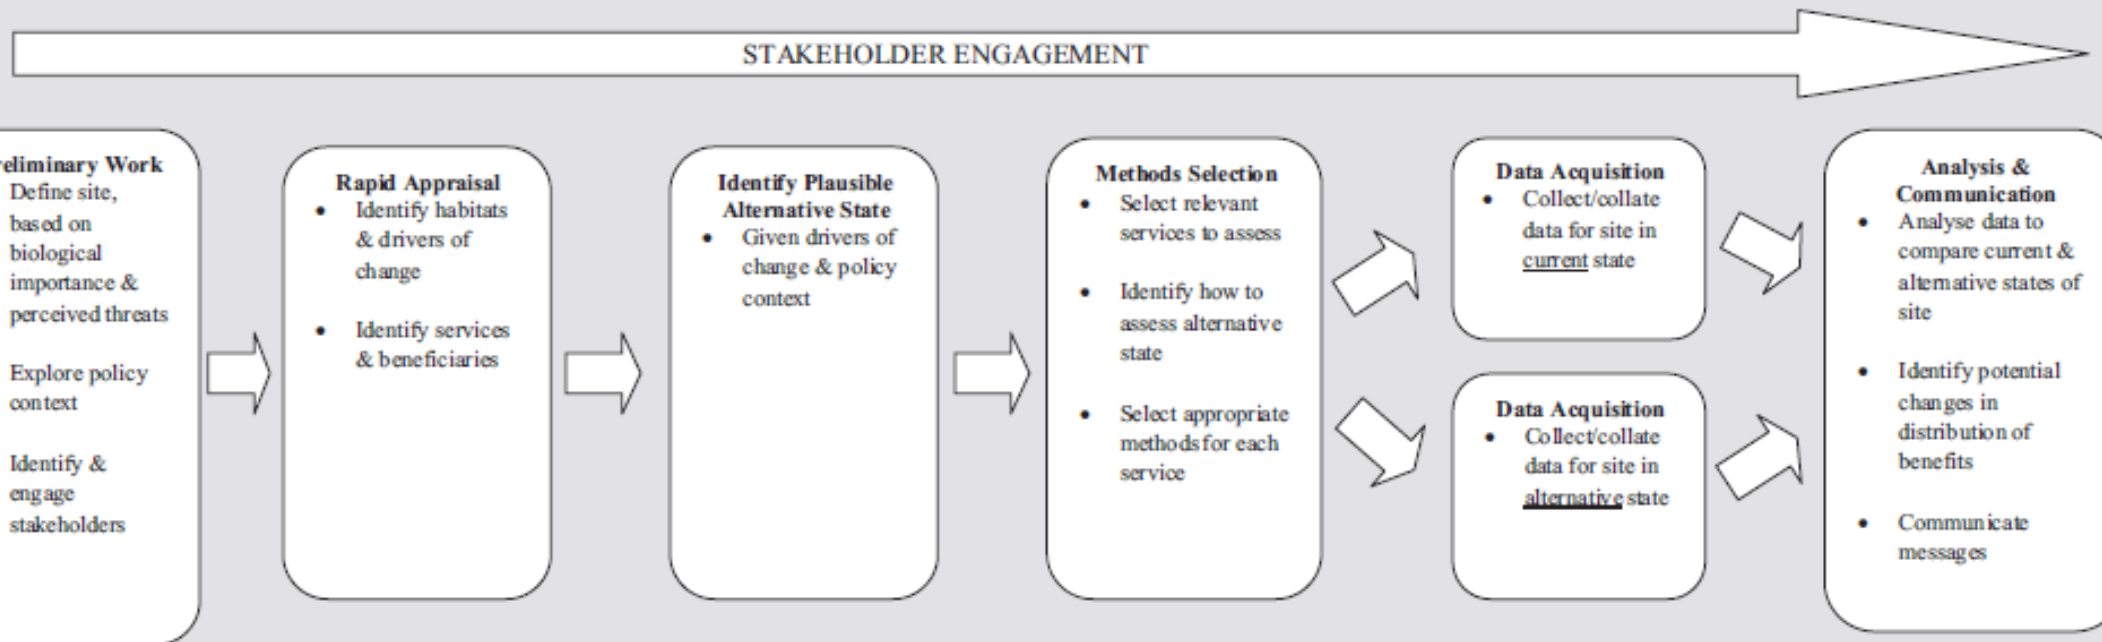 STAKEHOLDER ENGAGEMENT
reliminary Work
Define site,
based on
biological
importance &
perceived threats
Explore policy
context
Identify &
engage
stakeholders
Rapid Appraisal
• Identify habitats
& drivers of
change
• Identify services
& beneficiaries
Identify Plausible
Alternative State
• Given drivers of
change & policy
context
Methods Selection
• Select relevant
services to assess
• Identify how to
assess alternative
state
• Select appropriate
methods for each
service
Data Acquisition
• Collect/collate
data for site in
current state
Data Acquisition
• Collect/collate
data for site in
alternative state
Analysis &
Communication
• Analyse data to
compare current &
alternative states of
site
• Identify potential
changes in
distribution of
benefits
• Communicate
messages